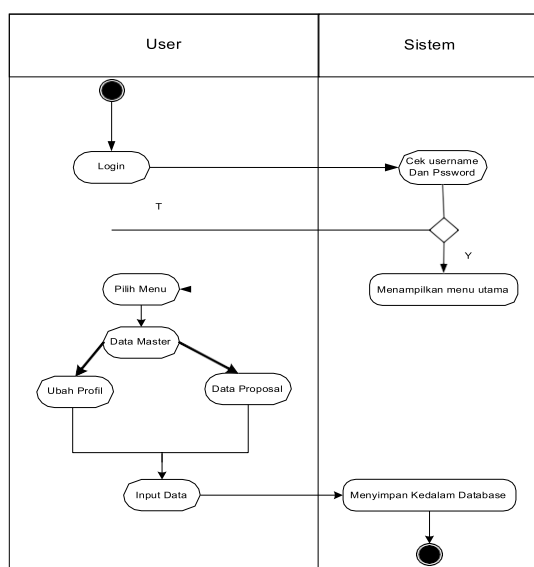 User
Sistem
Login
Cek username
Dan Pssword
T
Y
Pilih Menu
Menampilkan menu utama
Data Master
Ubah Profil
Data Proposal
Input Data
Menyimpan Kedalam Database